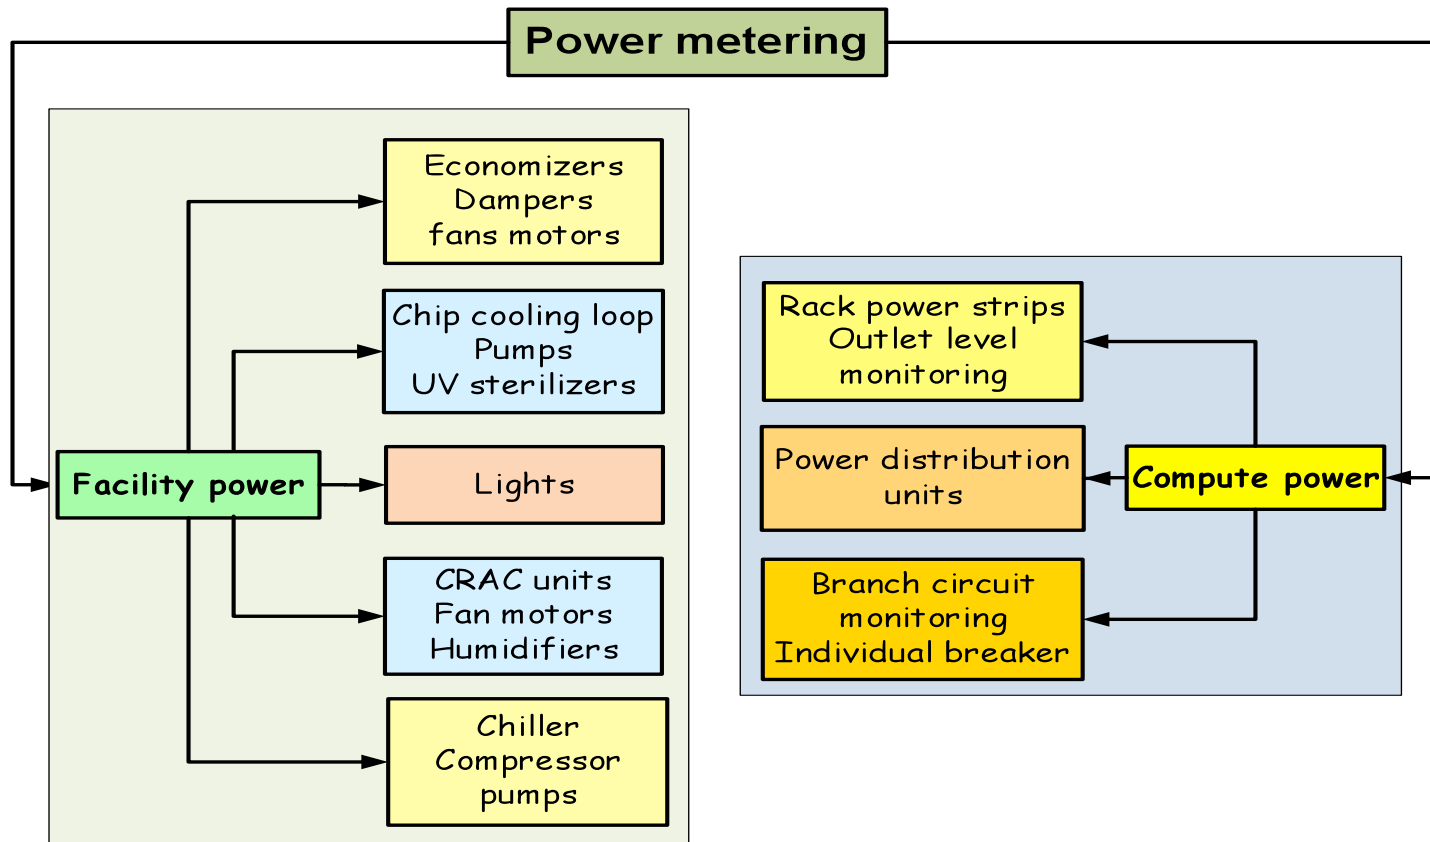 Power metering
Economizers
Dampers
fans motors
Chip cooling loop
Pumps
UV sterilizers
Facility power
Lights
CRAC units
Fan motors
Humidifiers
Chiller
Compressor
pumps
Rack power strips
Outlet level
monitoring
Power distribution
units
Compute power
Branch circuit
monitoring
Individual breaker